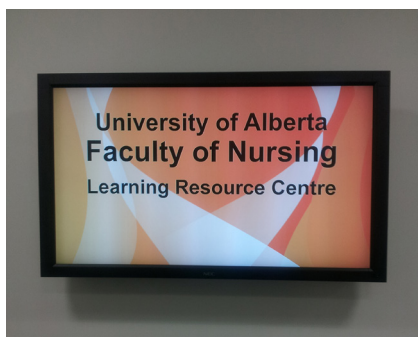 University of Alberta
Faculty of Nursing
Learning Resource Centre